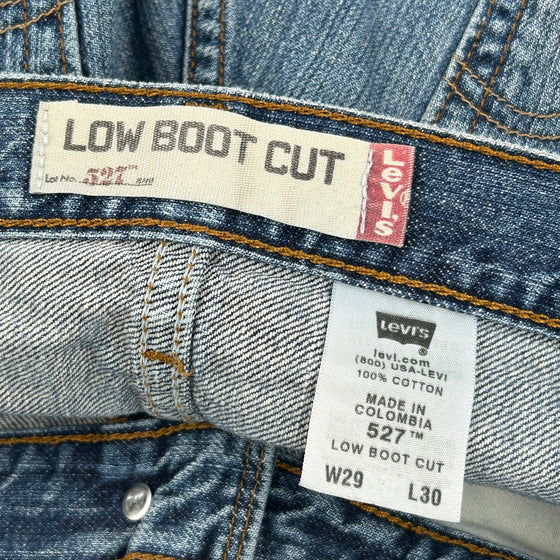 LOW BOOT CUT
Lot No. 527™
Levi's®
Levi's®
levi.com
(800) USA-LEVI
100% COTTON
MADE IN
COLOMBIA
527™
LOW BOOT CUT
W29 L30